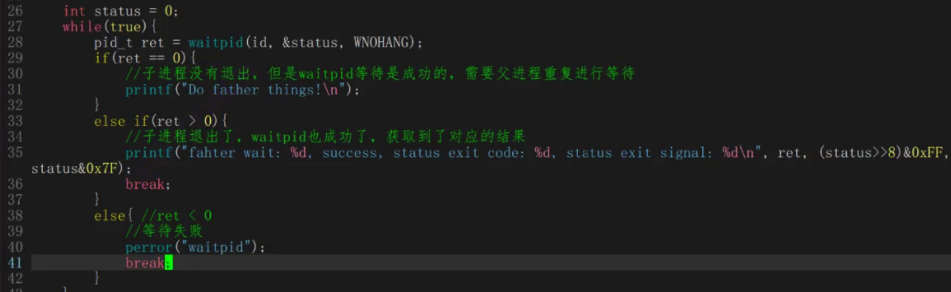 26     int status = 0;
27     while(true){
28         pid_t ret = waitpid(id, &status, WNOHANG);
29         if(ret == 0){
30             //子进程没有退出，但是waitpid等待是成功的，需要父进程重复进行等待
31             printf("Do father things!\n");
32         }
33         else if(ret > 0){
34             //子进程退出了，waitpid也成功了，获取到了对应的结果
35             printf("fahter wait: %d, success, status exit code: %d, status exit signal: %d\n", ret, (status>>8)&0xFF,
status&0x7F);
36             break;
37         }
38         else{ //ret < 0
39             //等待失败
40             perror("waitpid");
41             break;
42         }